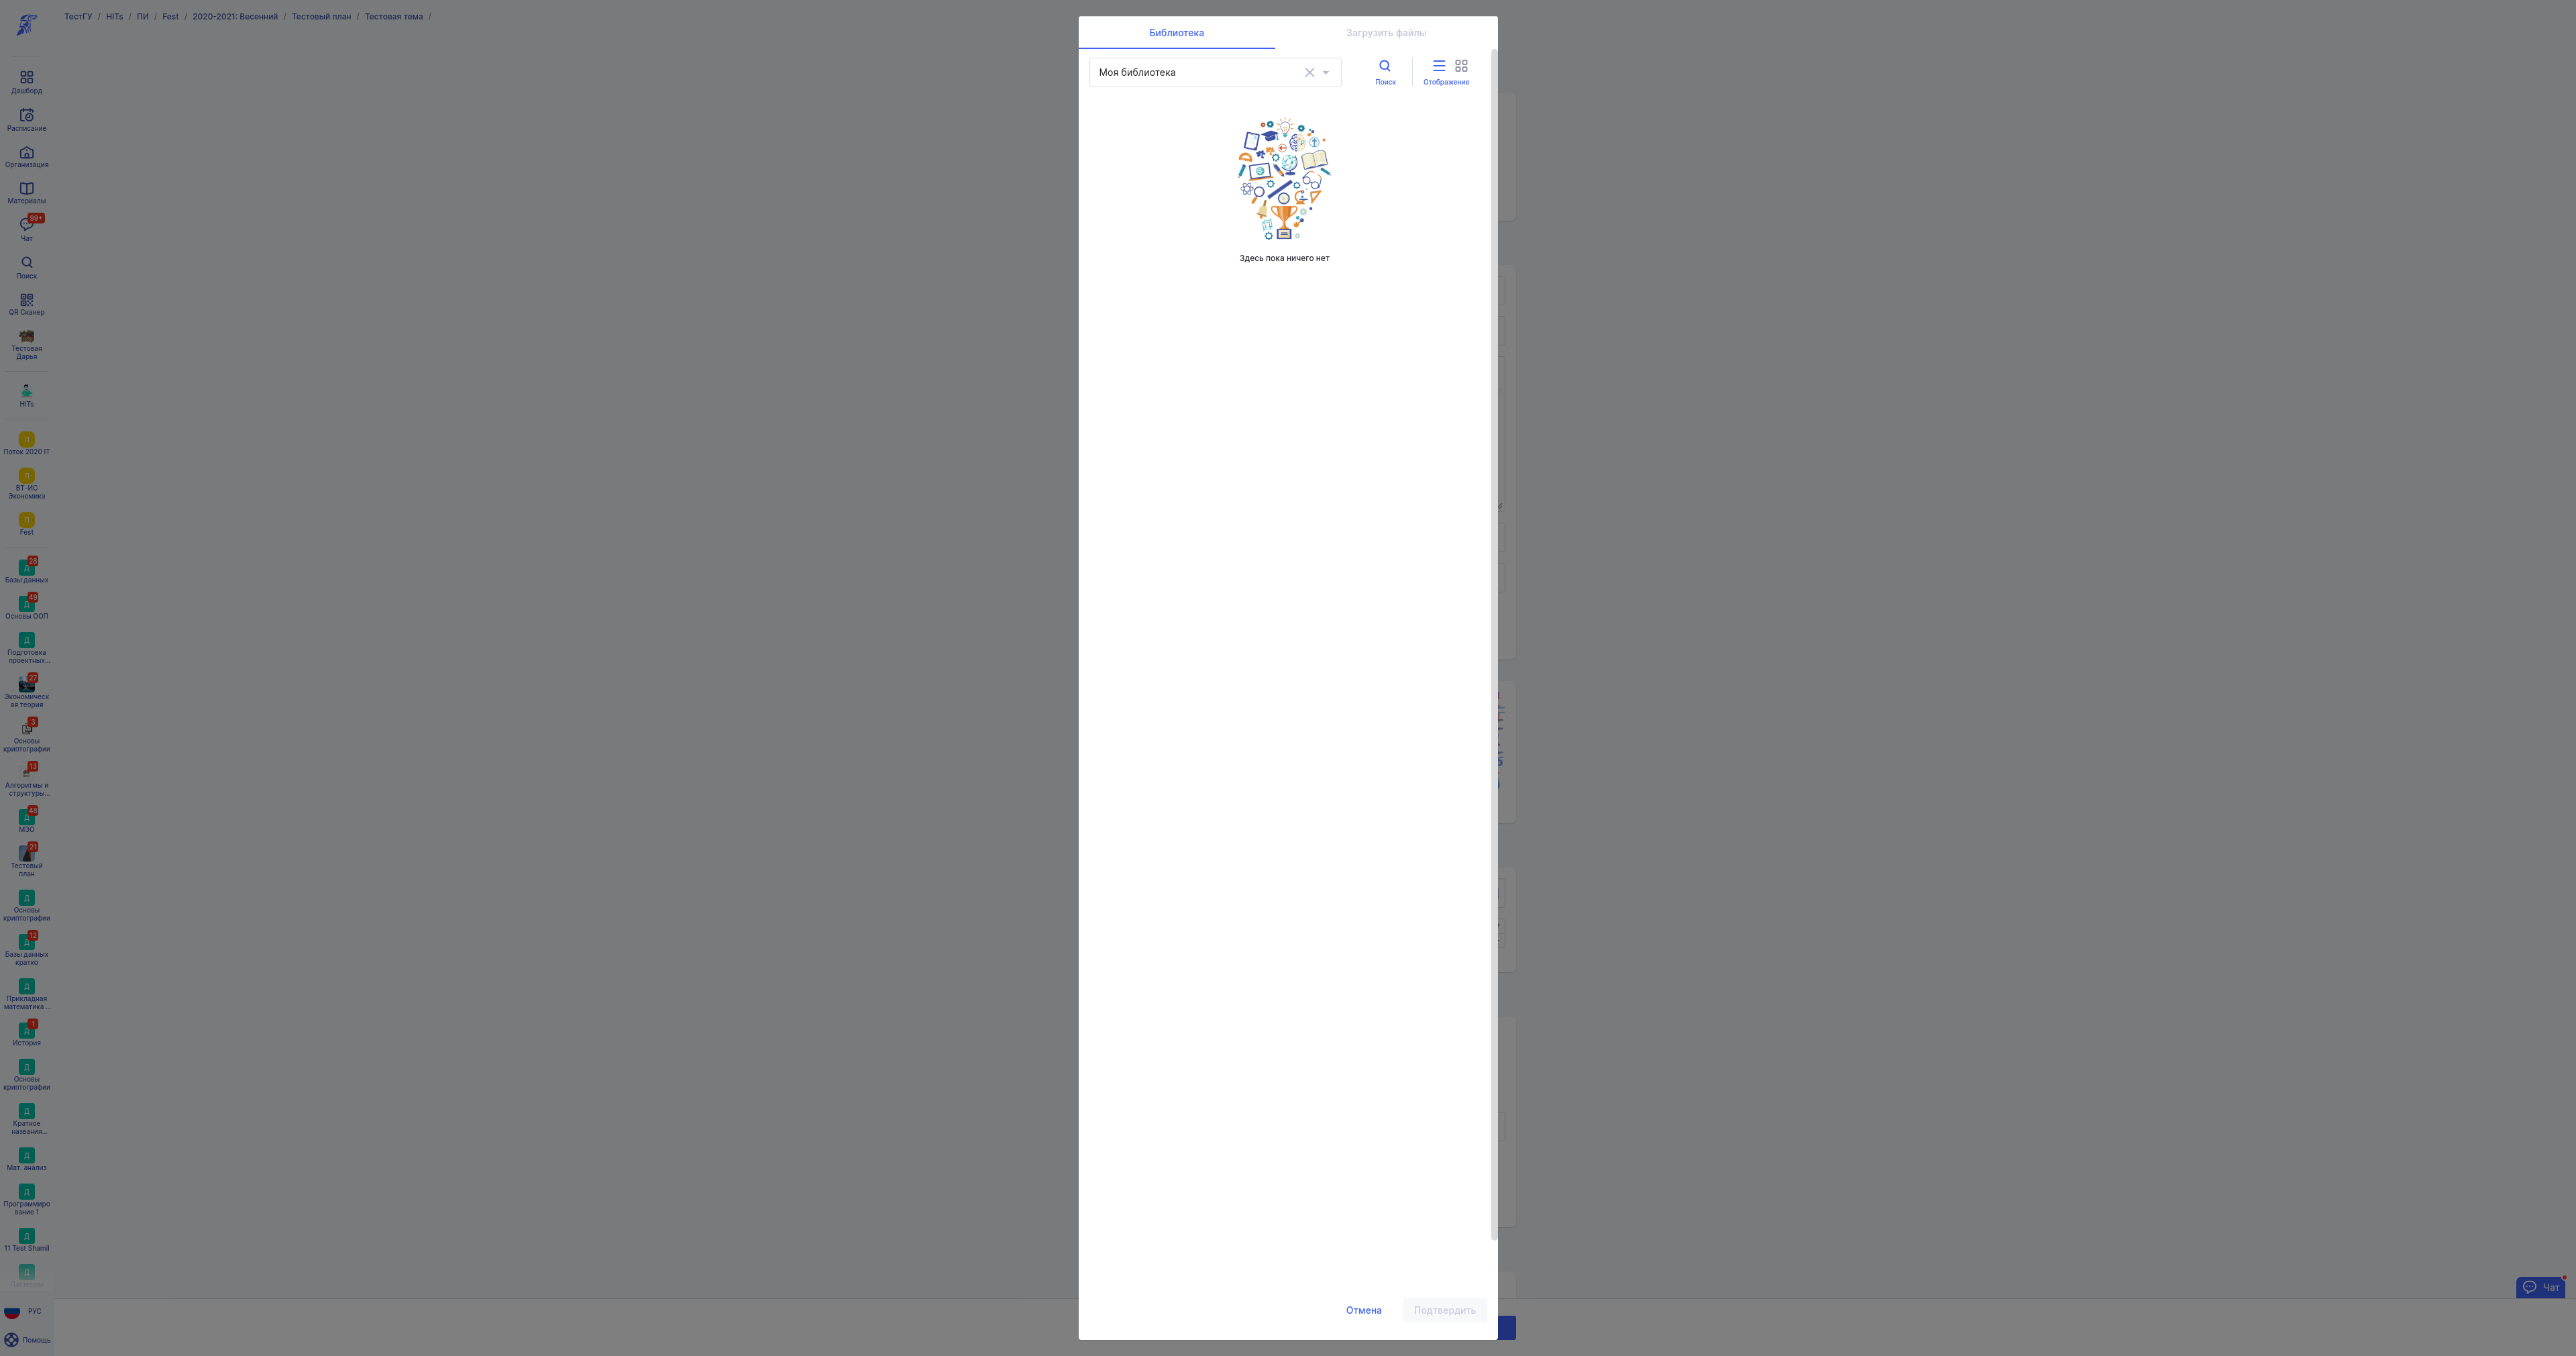 ТестГУ / HITs / ПИ / Fest / 2020-2021: Весенний / Тестовый план / Тестовая тема /
Дашборд
Расписание
Организация
Материалы
99+
Чат
Поиск
QR Сканер
Тестовая
Дарья
HITs
П
Поток 2020 IT
П
ВТ-ИС
Экономика
П
Fest
28
Д
Базы данных
49
Д
Основы ООП
Д
Подготовка
проектных...
27
Экономическ
ая теория
3
Основы
криптографии
13
Алгоритмы и
структуры...
48
Д
МЭО
21
Тестовый
план
Д
Основы
криптографии
12
Д
Базы данных
кратко
Д
Прикладная
математика ...
1
Д
История
Д
Основы
криптографии
Д
Краткое
названия...
Д
Мат. анализ
Д
Программиро
вание 1
Д
11 Test Shamil
Д
РУС
Помощь
Библиотека
Загрузить файлы
Моя библиотека
Поиск
Отображение
Здесь пока ничего нет
Отмена
Подтвердить
Чат